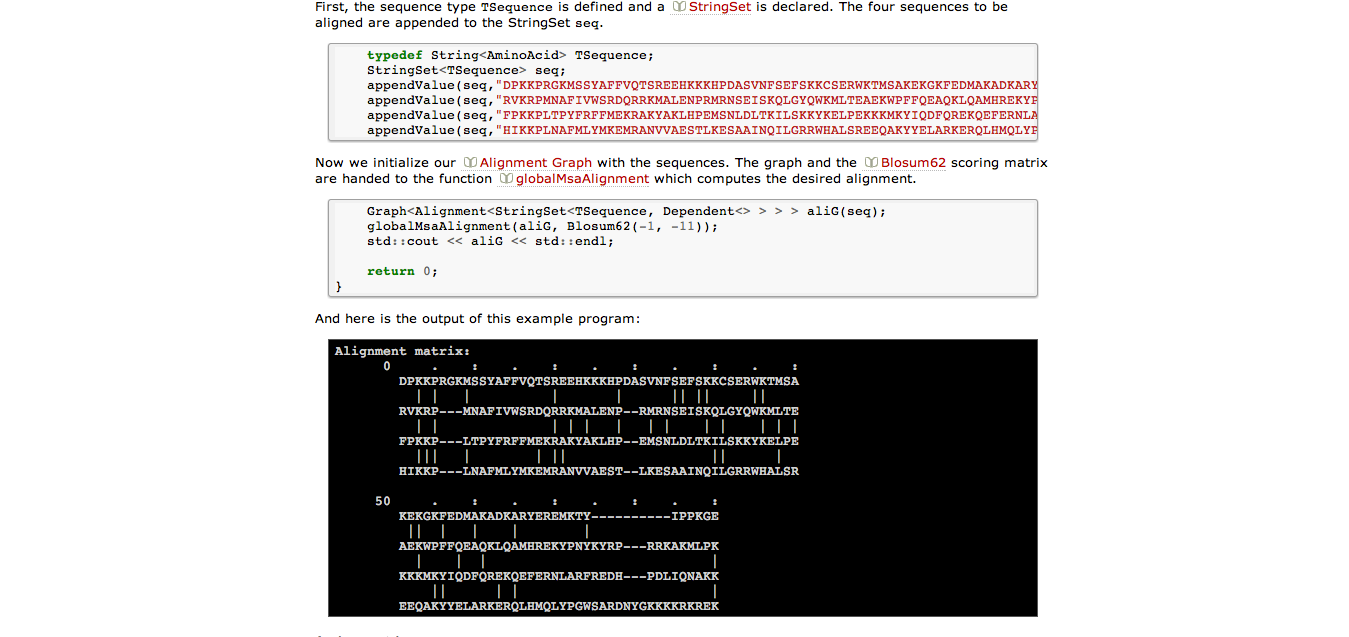 First, the sequence type TSequence is defined and a StringSet is declared. The four sequences to be
aligned are appended to the StringSet seq.
typedef String<AminoAcid> TSequence;
StringSet<TSequence> seq;
appendValue(seq,"DPKKPRGKMSSYAFFVQTSREEHKKKHPDASVNFSEFSKKCSERWKTMSAKEKGKFEDMAKADKARY
appendValue(seq,"RVKRPMNAFIVWSRDQRRKMALENPRMRNSEISKQLGYQWKMLTEAEKWPFFQEAQKLQAMHREKYP
appendValue(seq,"FPKKPLTPYFRFFMEKRAKYAKLHPEMSNLDLTKILSKKYKELPEKKKMKYIQDFQREKQEFERNLA
appendValue(seq,"HIKKPLNAFMLYMKEMRANVVAESTLKESAAINQILGRRWHALSREEQAKYYELARKERQLHMQLYP
Now we initialize our Alignment Graph with the sequences. The graph and the Blosum62 scoring matrix
are handed to the function globalMsaAlignment which computes the desired alignment.
Graph<Alignment<StringSet<TSequence, Dependent<> > > > aliG(seq);
globalMsaAlignment(aliG, Blosum62(-1, -11));
std::cout << aliG << std::endl;
return 0;
}
And here is the output of this example program:
Alignment matrix:
0 . : . : . : . : . :
DPKKPRGKMSSYAFFVQTSREEHKKKHPDASVNFSEFSKKCSERWKTMSA
| | | | | || || ||
RVKRP---MNAFIVWSRDQRRKMALENP--RMRNSEISKQLGYQWKMLTE
| | | | | | | | | | | | |
FPKKP---LTPYFRFFMEKRAKYAKLHP--EMSNLDLTKILSKKYKELPE
||| | | || || |
HIKKP---LNAFMLYMKEMRANVVAEST--LKESAAINQILGRRWHALSR
50 . : . : . : . :
KEKGKFEDMAKADKARYEREMKTY----------IPPKGE
|| | | | |
AEKWPFFQEAQKLQAMHREKYPNYKYRP---RRKAKMLPK
| | | |
KKKMKYIQDFQREKQEFERNLARFREDH---PDLIQNAKK
|| | | |
EEQAKYYELARKERQLHMQLYPGWSARDNYGKKKKRKREK